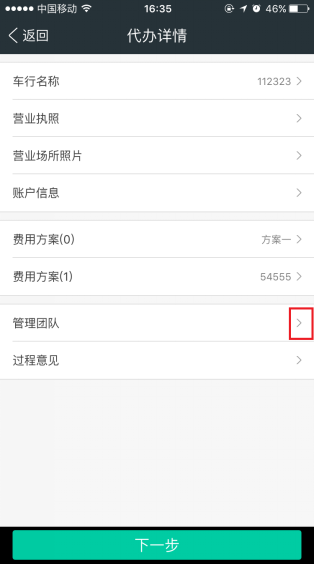 中国移动 16:35 46%
返回 代办详情
车行名称 112323
营业执照
营业场所照片
账户信息
费用方案(0) 方案一
费用方案(1) 54555
管理团队
过程意见
下一步